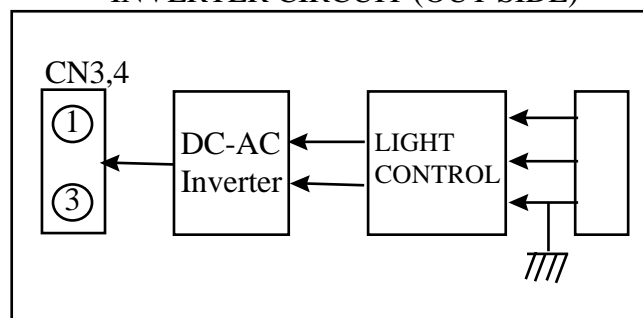 INVERTER CIRCUIT (OUT SIDE)
CN3,4
1
3
DC-AC
Inverter
LIGHT
CONTROL